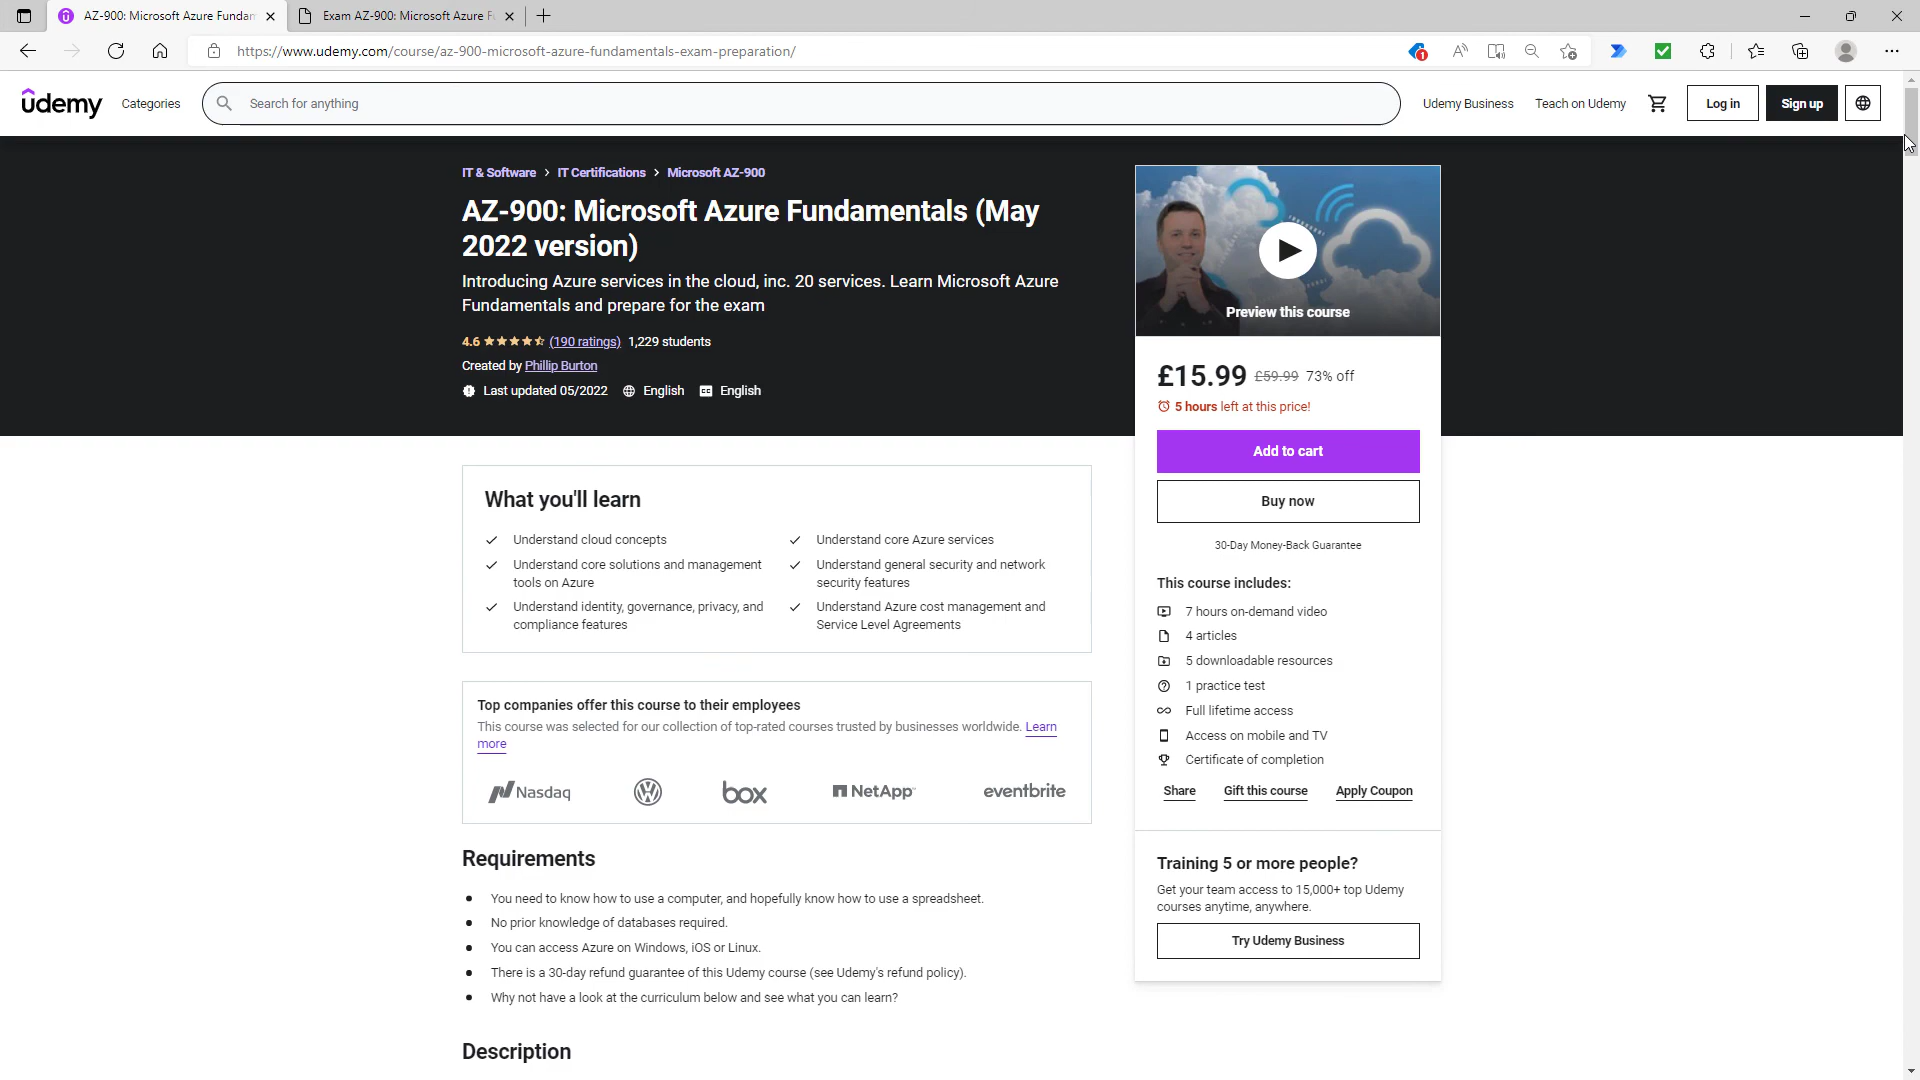 AZ-900: Microsoft Azure Fundam
Exam AZ-900: Microsoft Azure F
https://www.udemy.com/course/az-900-microsoft-azure-fundamentals-exam-preparation/
1
udemy
Categories
Search for anything
Udemy Business
Teach on Udemy
Log in
Sign up
IT & Software > IT Certifications > Microsoft AZ-900
AZ-900: Microsoft Azure Fundamentals (May
2022 version)
Introducing Azure services in the cloud, inc. 20 services. Learn Microsoft Azure
Fundamentals and prepare for the exam
4.6 (190 ratings) 1,229 students
Created by Phillip Burton
Last updated 05/2022 English CC English
Preview this course
£15.99 £59.99 73% off
5 hours left at this price!
Add to cart
Buy now
30-Day Money-Back Guarantee
This course includes:
7 hours on-demand video
4 articles
5 downloadable resources
1 practice test
Full lifetime access
Access on mobile and TV
Certificate of completion
Share Gift this course Apply Coupon
Training 5 or more people?
Get your team access to 15,000+ top Udemy
courses anytime, anywhere.
Try Udemy Business
What you'll learn
Understand cloud concepts
Understand core solutions and management
tools on Azure
Understand identity, governance, privacy, and
compliance features
Understand core Azure services
Understand general security and network
security features
Understand Azure cost management and
Service Level Agreements
Top companies offer this course to their employees
This course was selected for our collection of top-rated courses trusted by businesses worldwide. Learn
more
Nasdaq box NetApp eventbrite
Requirements
• You need to know how to use a computer, and hopefully know how to use a spreadsheet.
• No prior knowledge of databases required.
• You can access Azure on Windows, iOS or Linux.
• There is a 30-day refund guarantee of this Udemy course (see Udemy's refund policy).
• Why not have a look at the curriculum below and see what you can learn?
Description